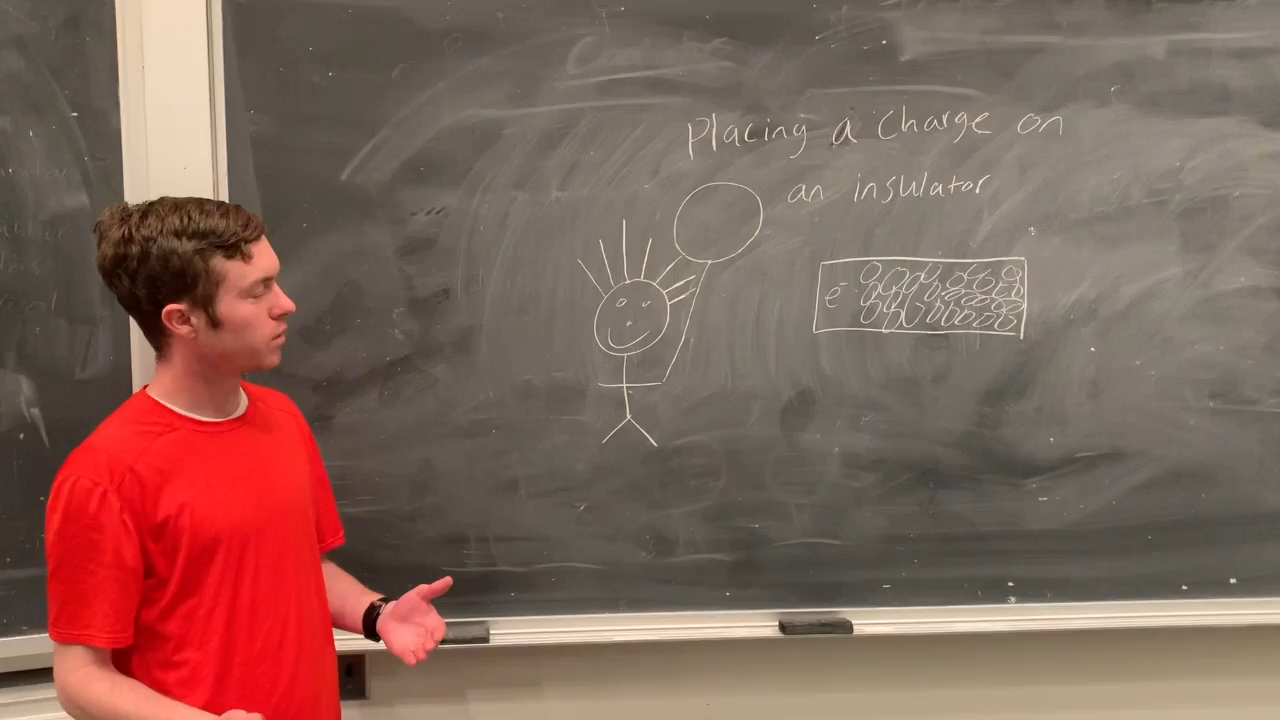 Placing a charge on
an insulator
e-